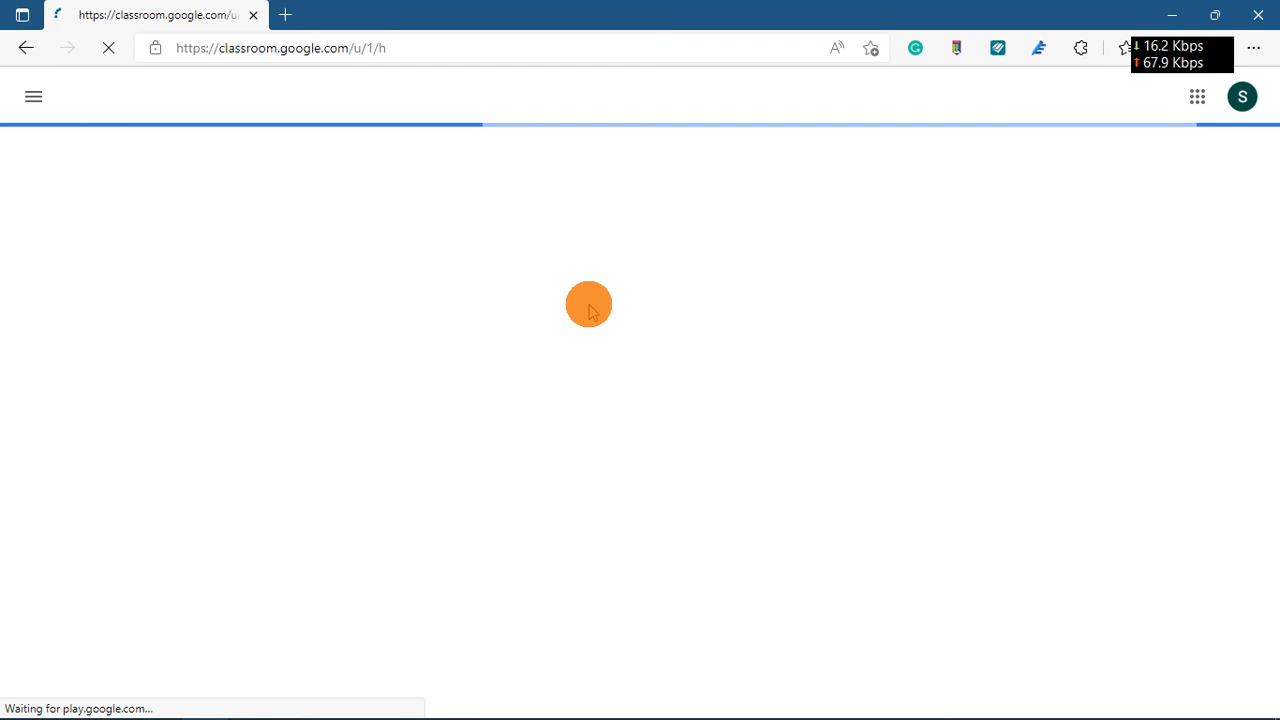 https://classroom.google.com/u/
https://classroom.google.com/u/1/h
16.2 Kbps
67.9 Kbps
S
Waiting for play.google.com...